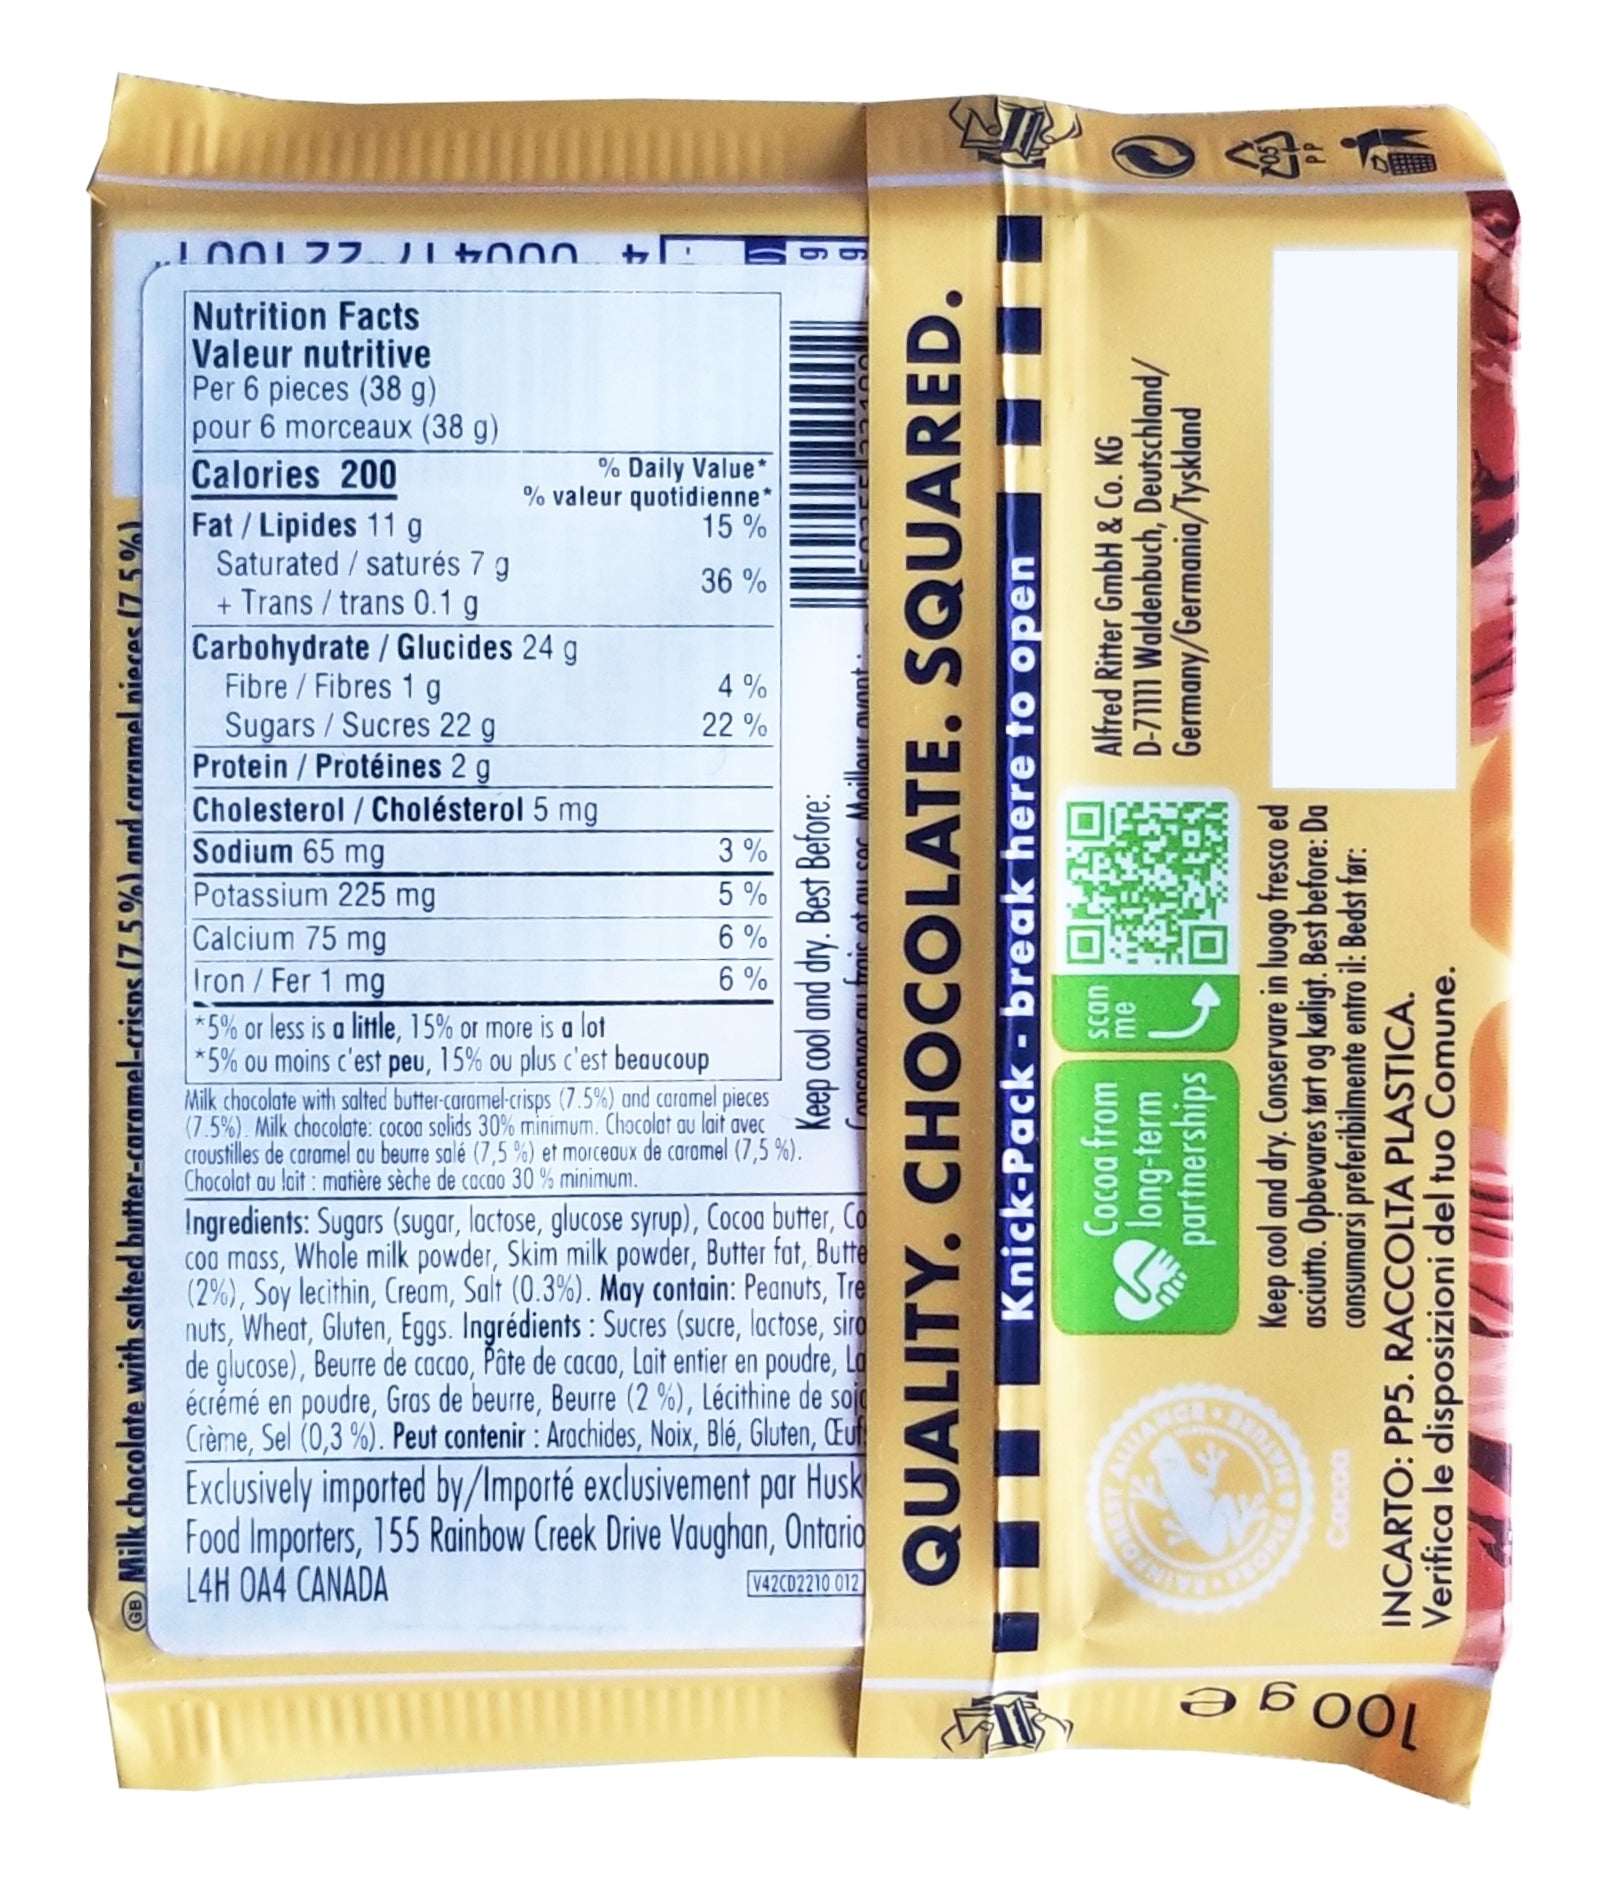 Nutrition Facts
Valeur nutritive
Per 6 pieces (38 g)
pour 6 morceaux (38 g)
Calories 200
% Daily Value*
% valeur quotidienne*
Fat / Lipides 11 g 15 %
Saturated / saturés 7 g
+ Trans / trans 0.1 g
36 %
Carbohydrate / Glucides 24 g
Fibre / Fibres 1 g 4 %
Sugars / Sucres 22 g 22 %
Protein / Protéines 2 g
Cholesterol / Cholésterol 5 mg
Sodium 65 mg 3 %
Potassium 225 mg 5 %
Calcium 75 mg 6 %
Iron / Fer 1 mg 6 %
*5% or less is a little, 15% or more is a lot
*5% ou moins c'est peu, 15% ou plus c'est beaucoup
Milk chocolate with salted butter-caramel-crisps (7.5%) and caramel pieces
(7.5%). Milk chocolate: cocoa solids 30% minimum. Chocolat au lait avec
croustilles de caramel au beurre salé (7,5 %) et morceaux de caramel (7,5 %).
Chocolat au lait : matière sèche de cacao 30 % minimum.
Ingredients: Sugars (sugar, lactose, glucose syrup), Cocoa butter, Co
coa mass, Whole milk powder, Skim milk powder, Butter fat, Butte
(2%), Soy lecithin, Cream, Salt (0.3%). May contain: Peanuts, Tre
nuts, Wheat, Gluten, Eggs. Ingrédients : Sucres (sucre, lactose, siro
de glucose), Beurre de cacao, Pâte de cacao, Lait entier en poudre, La
écrémé en poudre, Gras de beurre, Beurre (2 %), Lécithine de soja
Crème, Sel (0,3 %). Peut contenir : Arachides, Noix, Blé, Gluten, Œuf
Exclusively imported by/Importé exclusivement par Husk
Food Importers, 155 Rainbow Creek Drive Vaughan, Ontario
L4H 0A4 CANADA
V42CD2210 012
GB Milk chocolate with salted butter-caramel-crisps (7.5%) and caramel pieces (7.5%)
Keep cool and dry. Best Before:
QUALITY. CHOCOLATE. SQUARED.
Knick-Pack - break here to open
Cocoa from
long-term
partnerships
scan
me
Alfred Ritter GmbH & Co. KG
D-71111 Waldenbuch, Deutschland/
Germany/Germania/Tyskland
RAINFOREST ALLIANCE • PEOPLE & NATURE
Cocoa
Keep cool and dry. Conservare in luogo fresco ed
asciutto. Opbevares tørt og køligt. Best before: Da
consumarsi preferibilmente entro il: Bedst før:
INCARTO: PP5. RACCOLTA PLASTICA.
Verifica le disposizioni del tuo Comune.
05
PP
100 g e